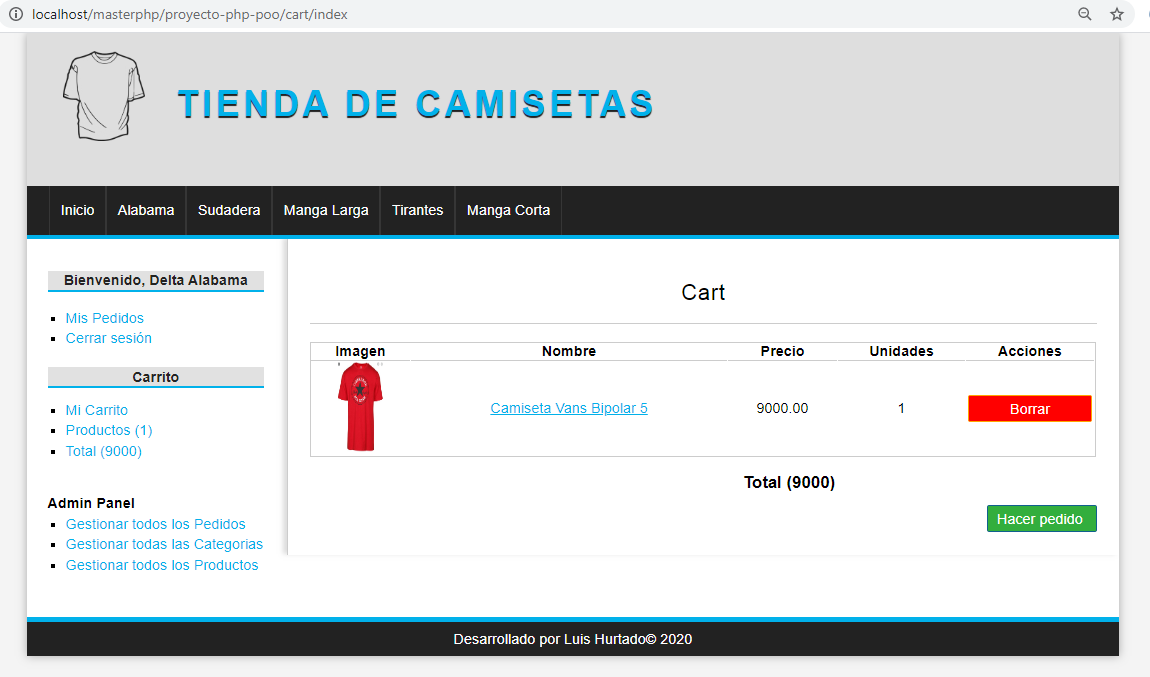 localhost/masterphp/proyecto-php-poo/cart/index
TIENDA DE CAMISETAS
Inicio Alabama Sudadera Manga Larga Tirantes Manga Corta
Bienvenido, Delta Alabama
Mis Pedidos
Cerrar sesión
Carrito
Mi Carrito
Productos (1)
Total (9000)
Admin Panel
Gestionar todos los Pedidos
Gestionar todas las Categorias
Gestionar todos los Productos
Cart
Imagen Nombre Precio Unidades Acciones
Camiseta Vans Bipolar 5 9000.00 1 Borrar
Total (9000)
Hacer pedido
Desarrollado por Luis Hurtado© 2020